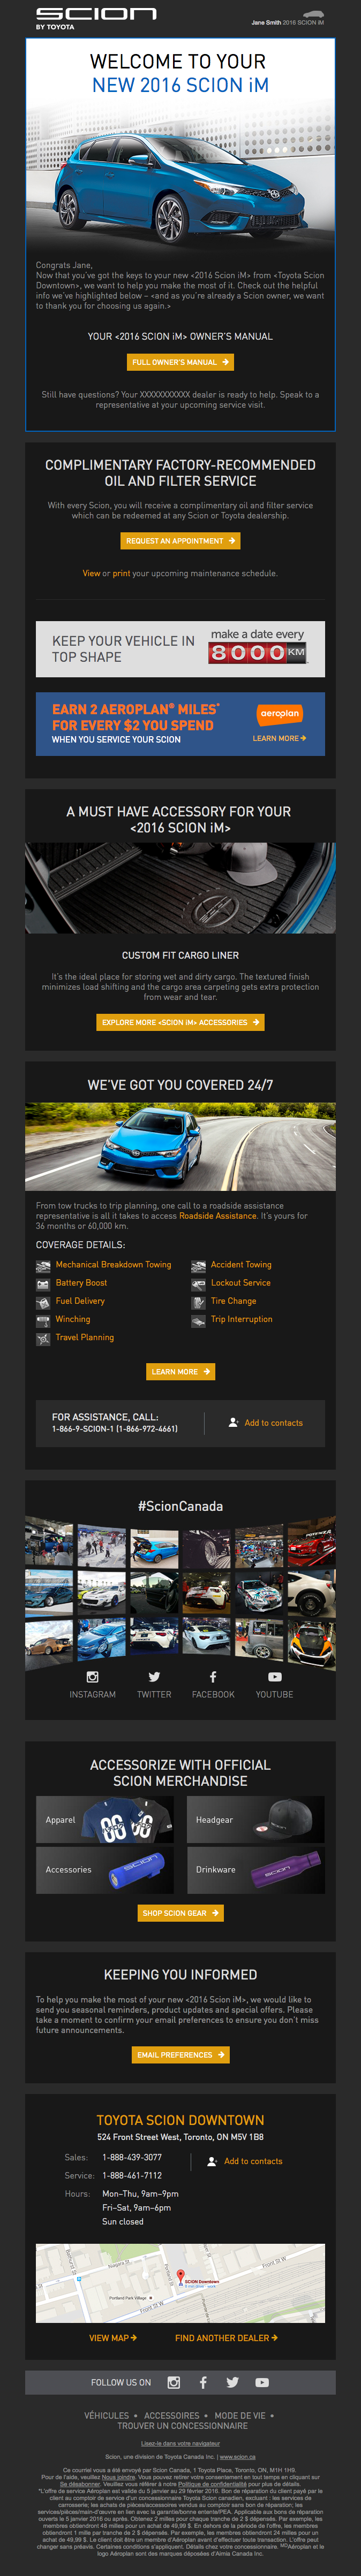 SCION
BY TOYOTA
Jane Smith 2016 SCION iM
WELCOME TO YOUR
NEW 2016 SCION iM
Congrats Jane,
Now that you've got the keys to your new <2016 Scion iM> from <Toyota Scion
Downtown>, we want to help you make the most of it. Check out the helpful
info we've highlighted below – <and as you're already a Scion owner, we want
to thank you for choosing us again.>
YOUR <2016 SCION iM> OWNER'S MANUAL
FULL OWNER'S MANUAL
Still have questions? Your XXXXXXXXXXX dealer is ready to help. Speak to a
representative at your upcoming service visit.
COMPLIMENTARY FACTORY-RECOMMENDED
OIL AND FILTER SERVICE
With every Scion, you will receive a complimentary oil and filter service
which can be redeemed at any Scion or Toyota dealership.
REQUEST AN APPOINTMENT
View or print your upcoming maintenance schedule.
KEEP YOUR VEHICLE IN
TOP SHAPE
make a date every
8000 KM
EARN 2 AEROPLAN® MILES*
FOR EVERY $2 YOU SPEND
WHEN YOU SERVICE YOUR SCION
aeroplan
LEARN MORE
A MUST HAVE ACCESSORY FOR YOUR
<2016 SCION iM>
CUSTOM FIT CARGO LINER
It's the ideal place for storing wet and dirty cargo. The textured finish
minimizes load shifting and the cargo area carpeting gets extra protection
from wear and tear.
EXPLORE MORE <SCION iM> ACCESSORIES
WE'VE GOT YOU COVERED 24/7
From tow trucks to trip planning, one call to a roadside assistance
representative is all it takes to access Roadside Assistance. It's yours for
36 months or 60,000 km.
COVERAGE DETAILS:
Mechanical Breakdown Towing
Accident Towing
Battery Boost
Lockout Service
Fuel Delivery
Tire Change
Winching
Trip Interruption
Travel Planning
LEARN MORE
FOR ASSISTANCE, CALL:
1-866-9-SCION-1 (1-866-972-4661)
Add to contacts
#ScionCanada
INSTAGRAM
TWITTER
FACEBOOK
YOUTUBE
ACCESSORIZE WITH OFFICIAL
SCION MERCHANDISE
Apparel
Headgear
Accessories
Drinkware
SHOP SCION GEAR
KEEPING YOU INFORMED
To help you make the most of your new <2016 Scion iM>, we would like to
send you seasonal reminders, product updates and special offers. Please
take a moment to confirm your email preferences to ensure you don't miss
future announcements.
EMAIL PREFERENCES
TOYOTA SCION DOWNTOWN
524 Front Street West, Toronto, ON M5V 1B8
Sales: 1-888-439-3077
Service: 1-888-461-7112
Hours: Mon–Thu, 9am–9pm
Fri–Sat, 9am–6pm
Sun closed
Add to contacts
Niagara St
Front St W
SCION Downtown
Portland Park Village
Front St W
VIEW MAP
FIND ANOTHER DEALER
FOLLOW US ON
VÉHICULES • ACCESSOIRES • MODE DE VIE •
TROUVER UN CONCESSIONNAIRE
Lisez-le dans votre navigateur
Scion, une division de Toyota Canada Inc. | www.scion.ca
Ce courriel vous a été envoyé par Scion Canada, 1 Toyota Place, Toronto, ON, M1H 1H9.
Pour de l'aide, veuillez Nous joindre. Vous pouvez retirer votre consentement en tout temps en cliquant sur
Se désabonner. Veuillez vous référer à notre Politique de confidentialité pour plus de détails.